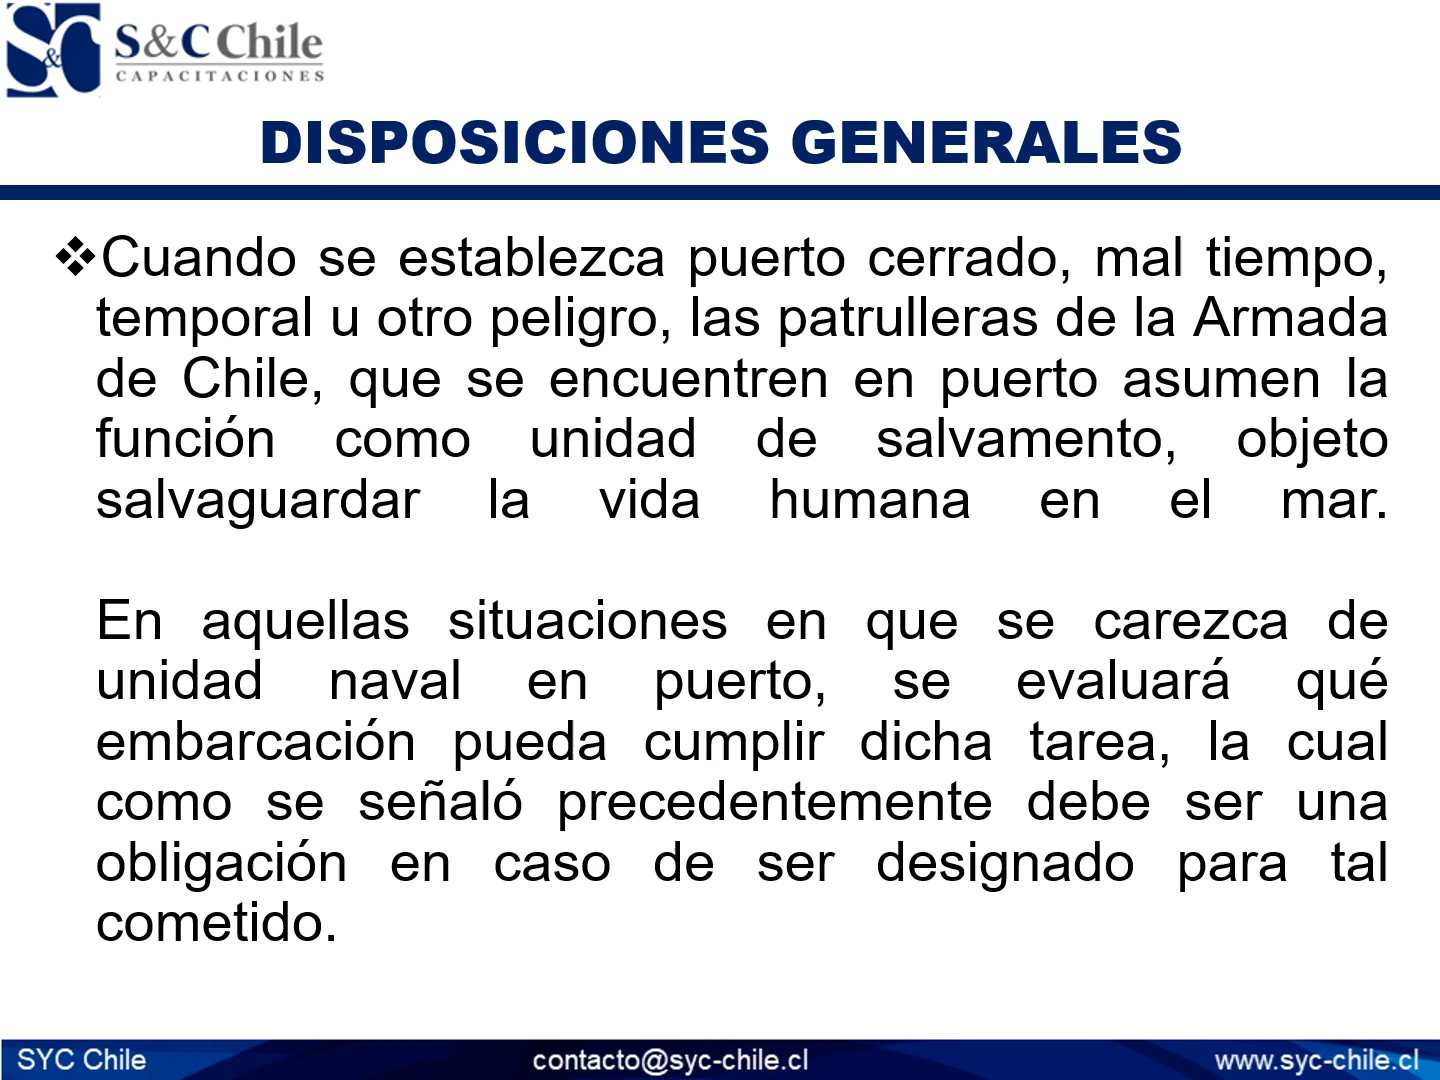 S&C
S&C Chile
CAPACITACIONES
DISPOSICIONES GENERALES
❖Cuando se establezca puerto cerrado, mal tiempo,
temporal u otro peligro, las patrulleras de la Armada
de Chile, que se encuentren en puerto asumen la
función como unidad de salvamento, objeto
salvaguardar la vida humana en el mar.
En aquellas situaciones en que se carezca de
unidad naval en puerto, se evaluará qué
embarcación pueda cumplir dicha tarea, la cual
como se señaló precedentemente debe ser una
obligación en caso de ser designado para tal
cometido.
SYC Chile contacto@syc-chile.cl www.syc-chile.cl